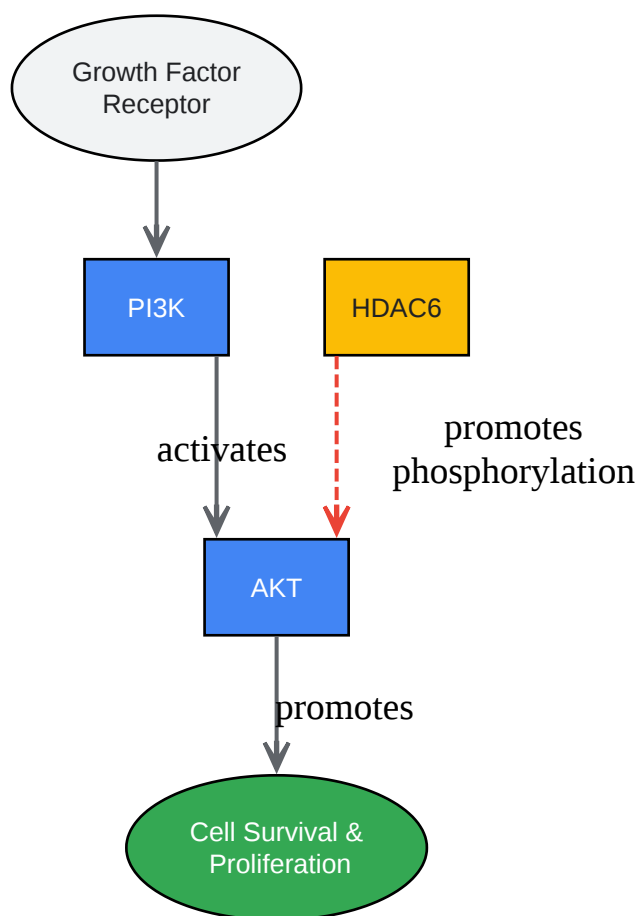 Growth Factor
Receptor
PI3K
HDAC6
activates
promotes
phosphorylation
AKT
promotes
Cell Survival &
Proliferation